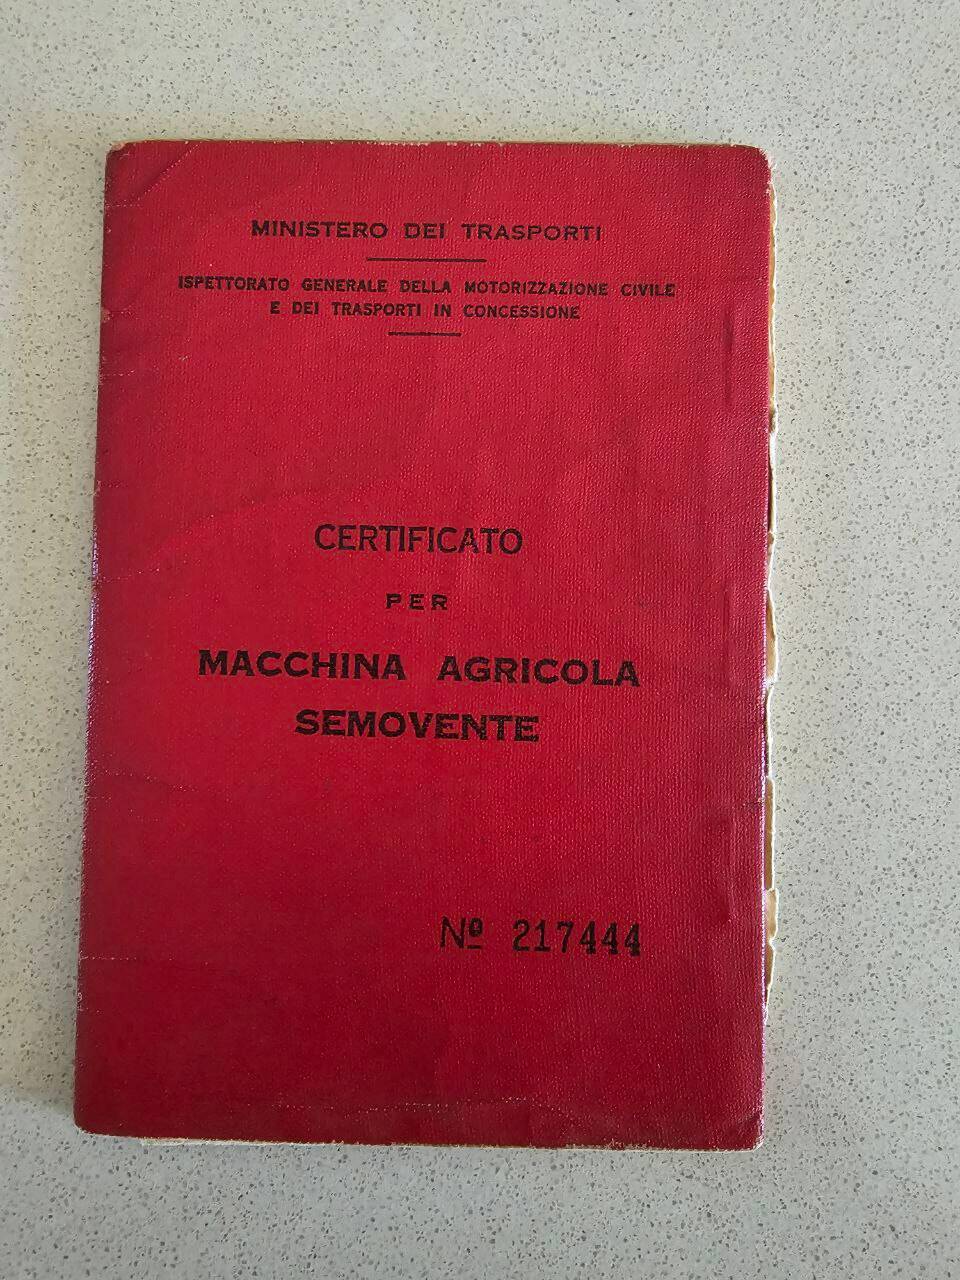 MINISTERO DEI TRASPORTI
ISPETTORATO GENERALE DELLA MOTORIZZAZIONE CIVILE
E DEI TRASPORTI IN CONCESSIONE
CERTIFICATO
PER
MACCHINA AGRICOLA
SEMOVENTE
Nº 217444